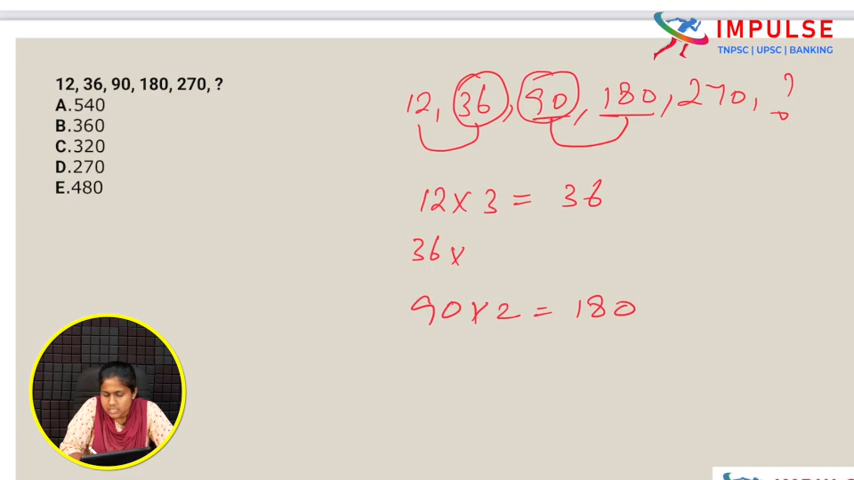 IMPULSE
TNPSC | UPSC | BANKING
12, 36, 90, 180, 270, ?
A.540
B.360
C.320
D.270
E.480
12, 36, 90, 180, 270, ?
12 x 3 = 36
36 x
90 x 2 = 180